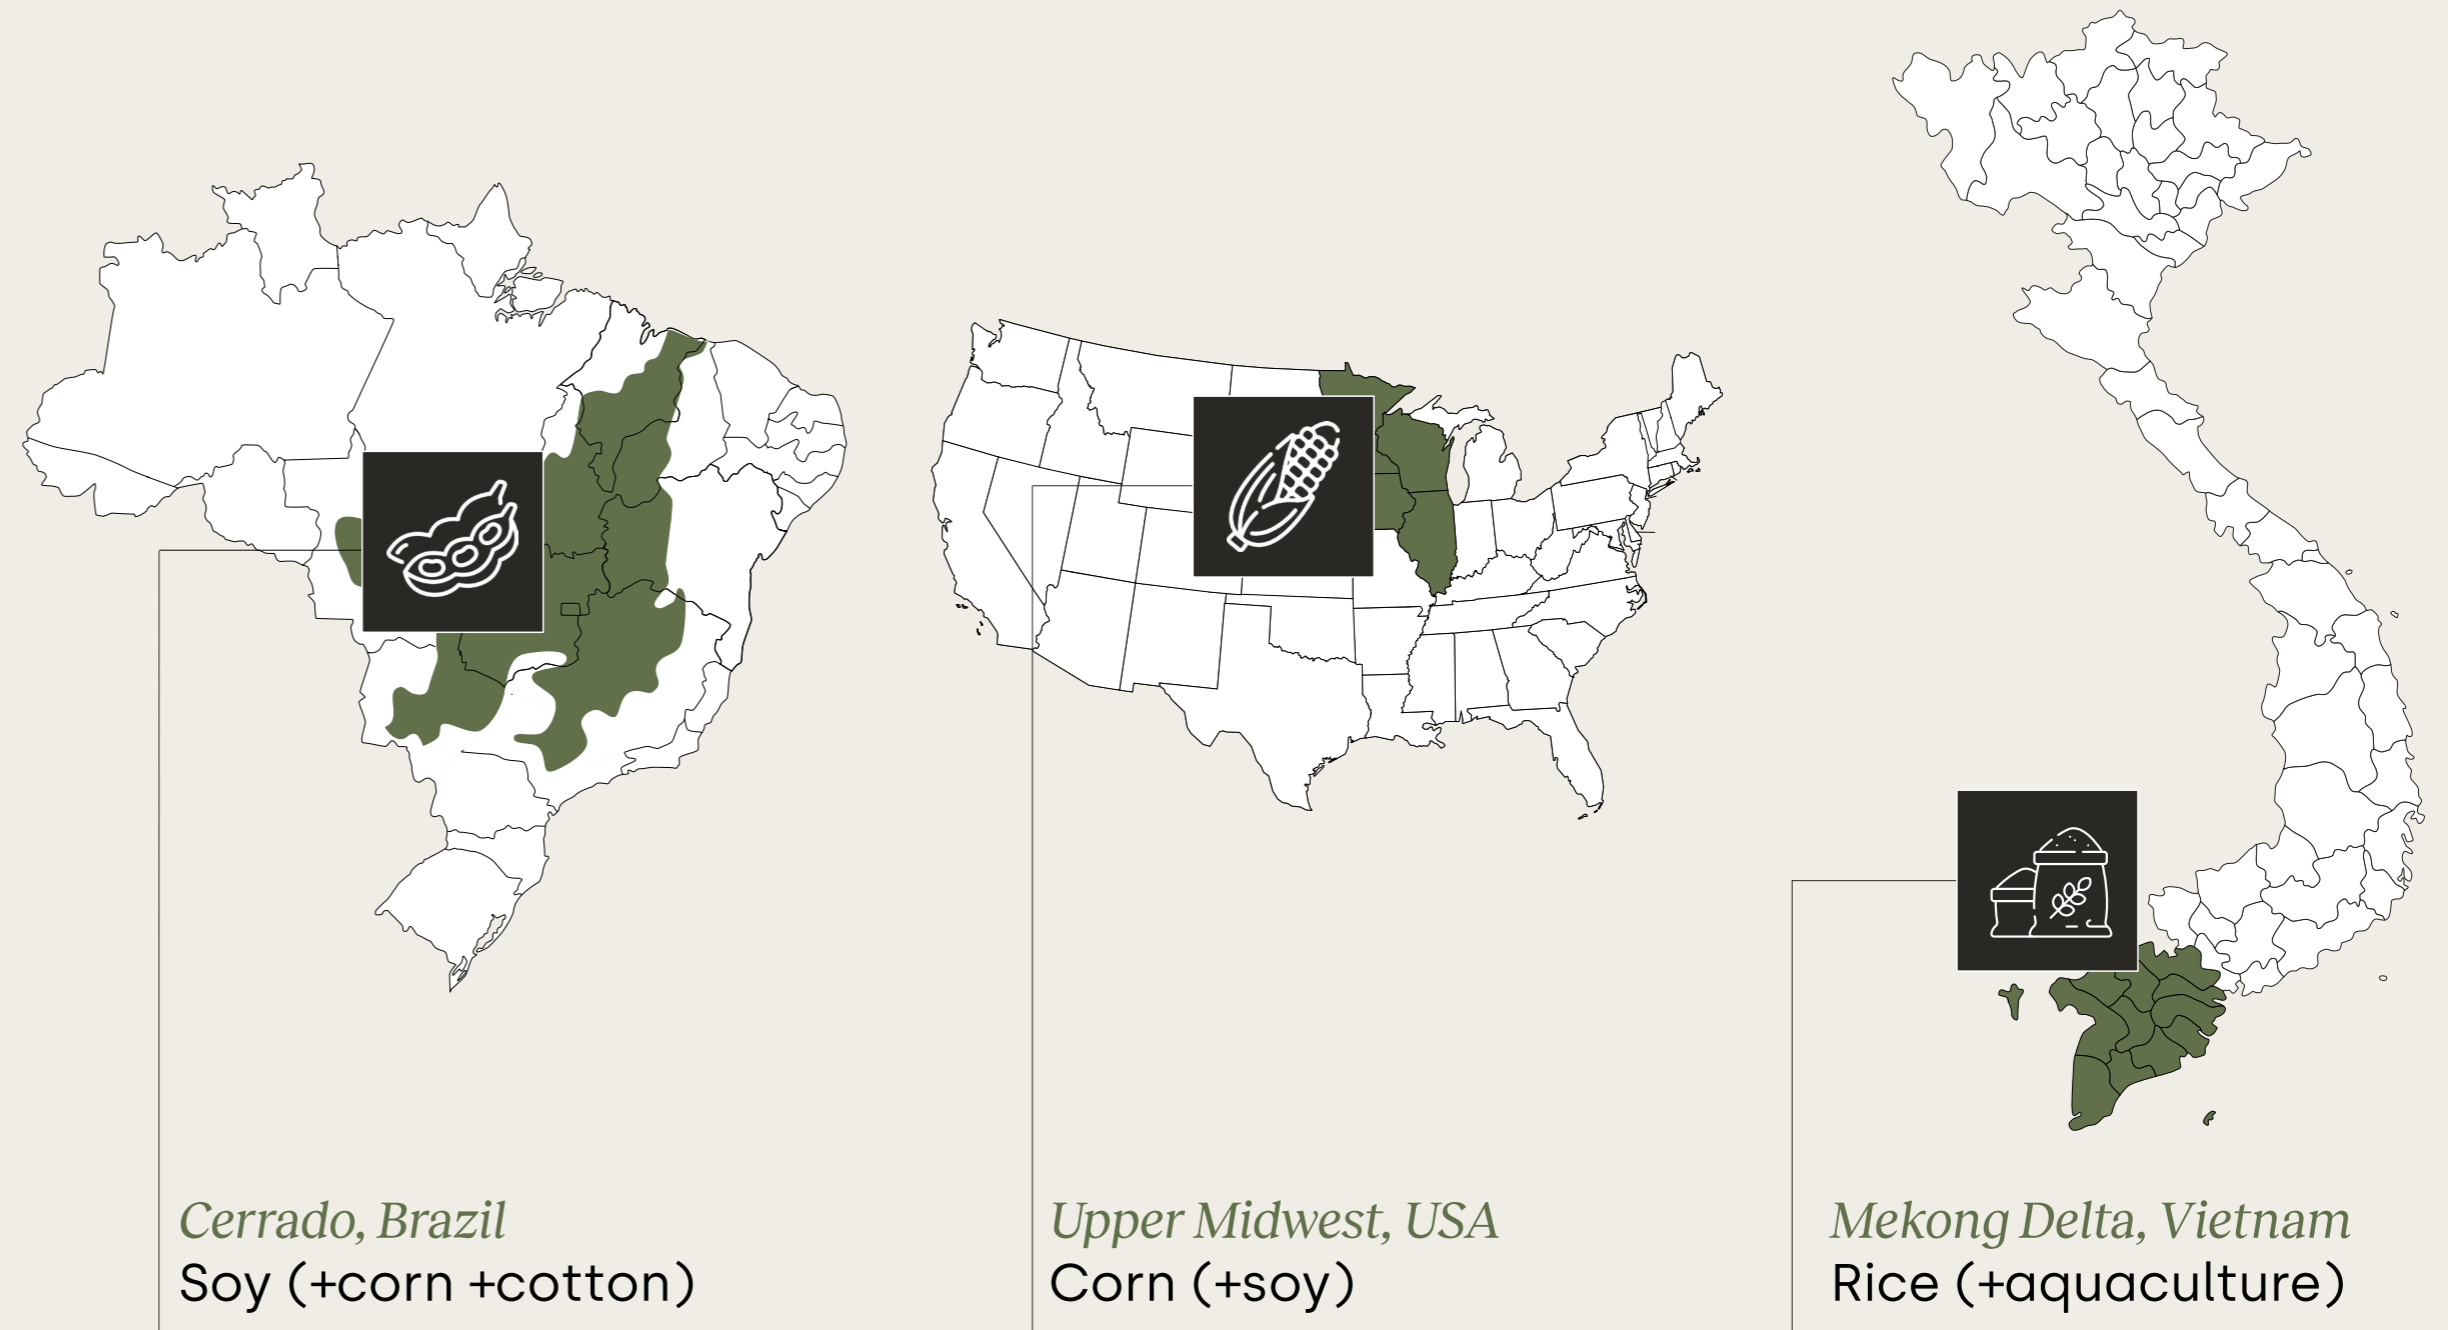 Cerrado, Brazil
Soy (+corn +cotton)
Upper Midwest, USA
Corn (+soy)
Mekong Delta, Vietnam
Rice (+aquaculture)